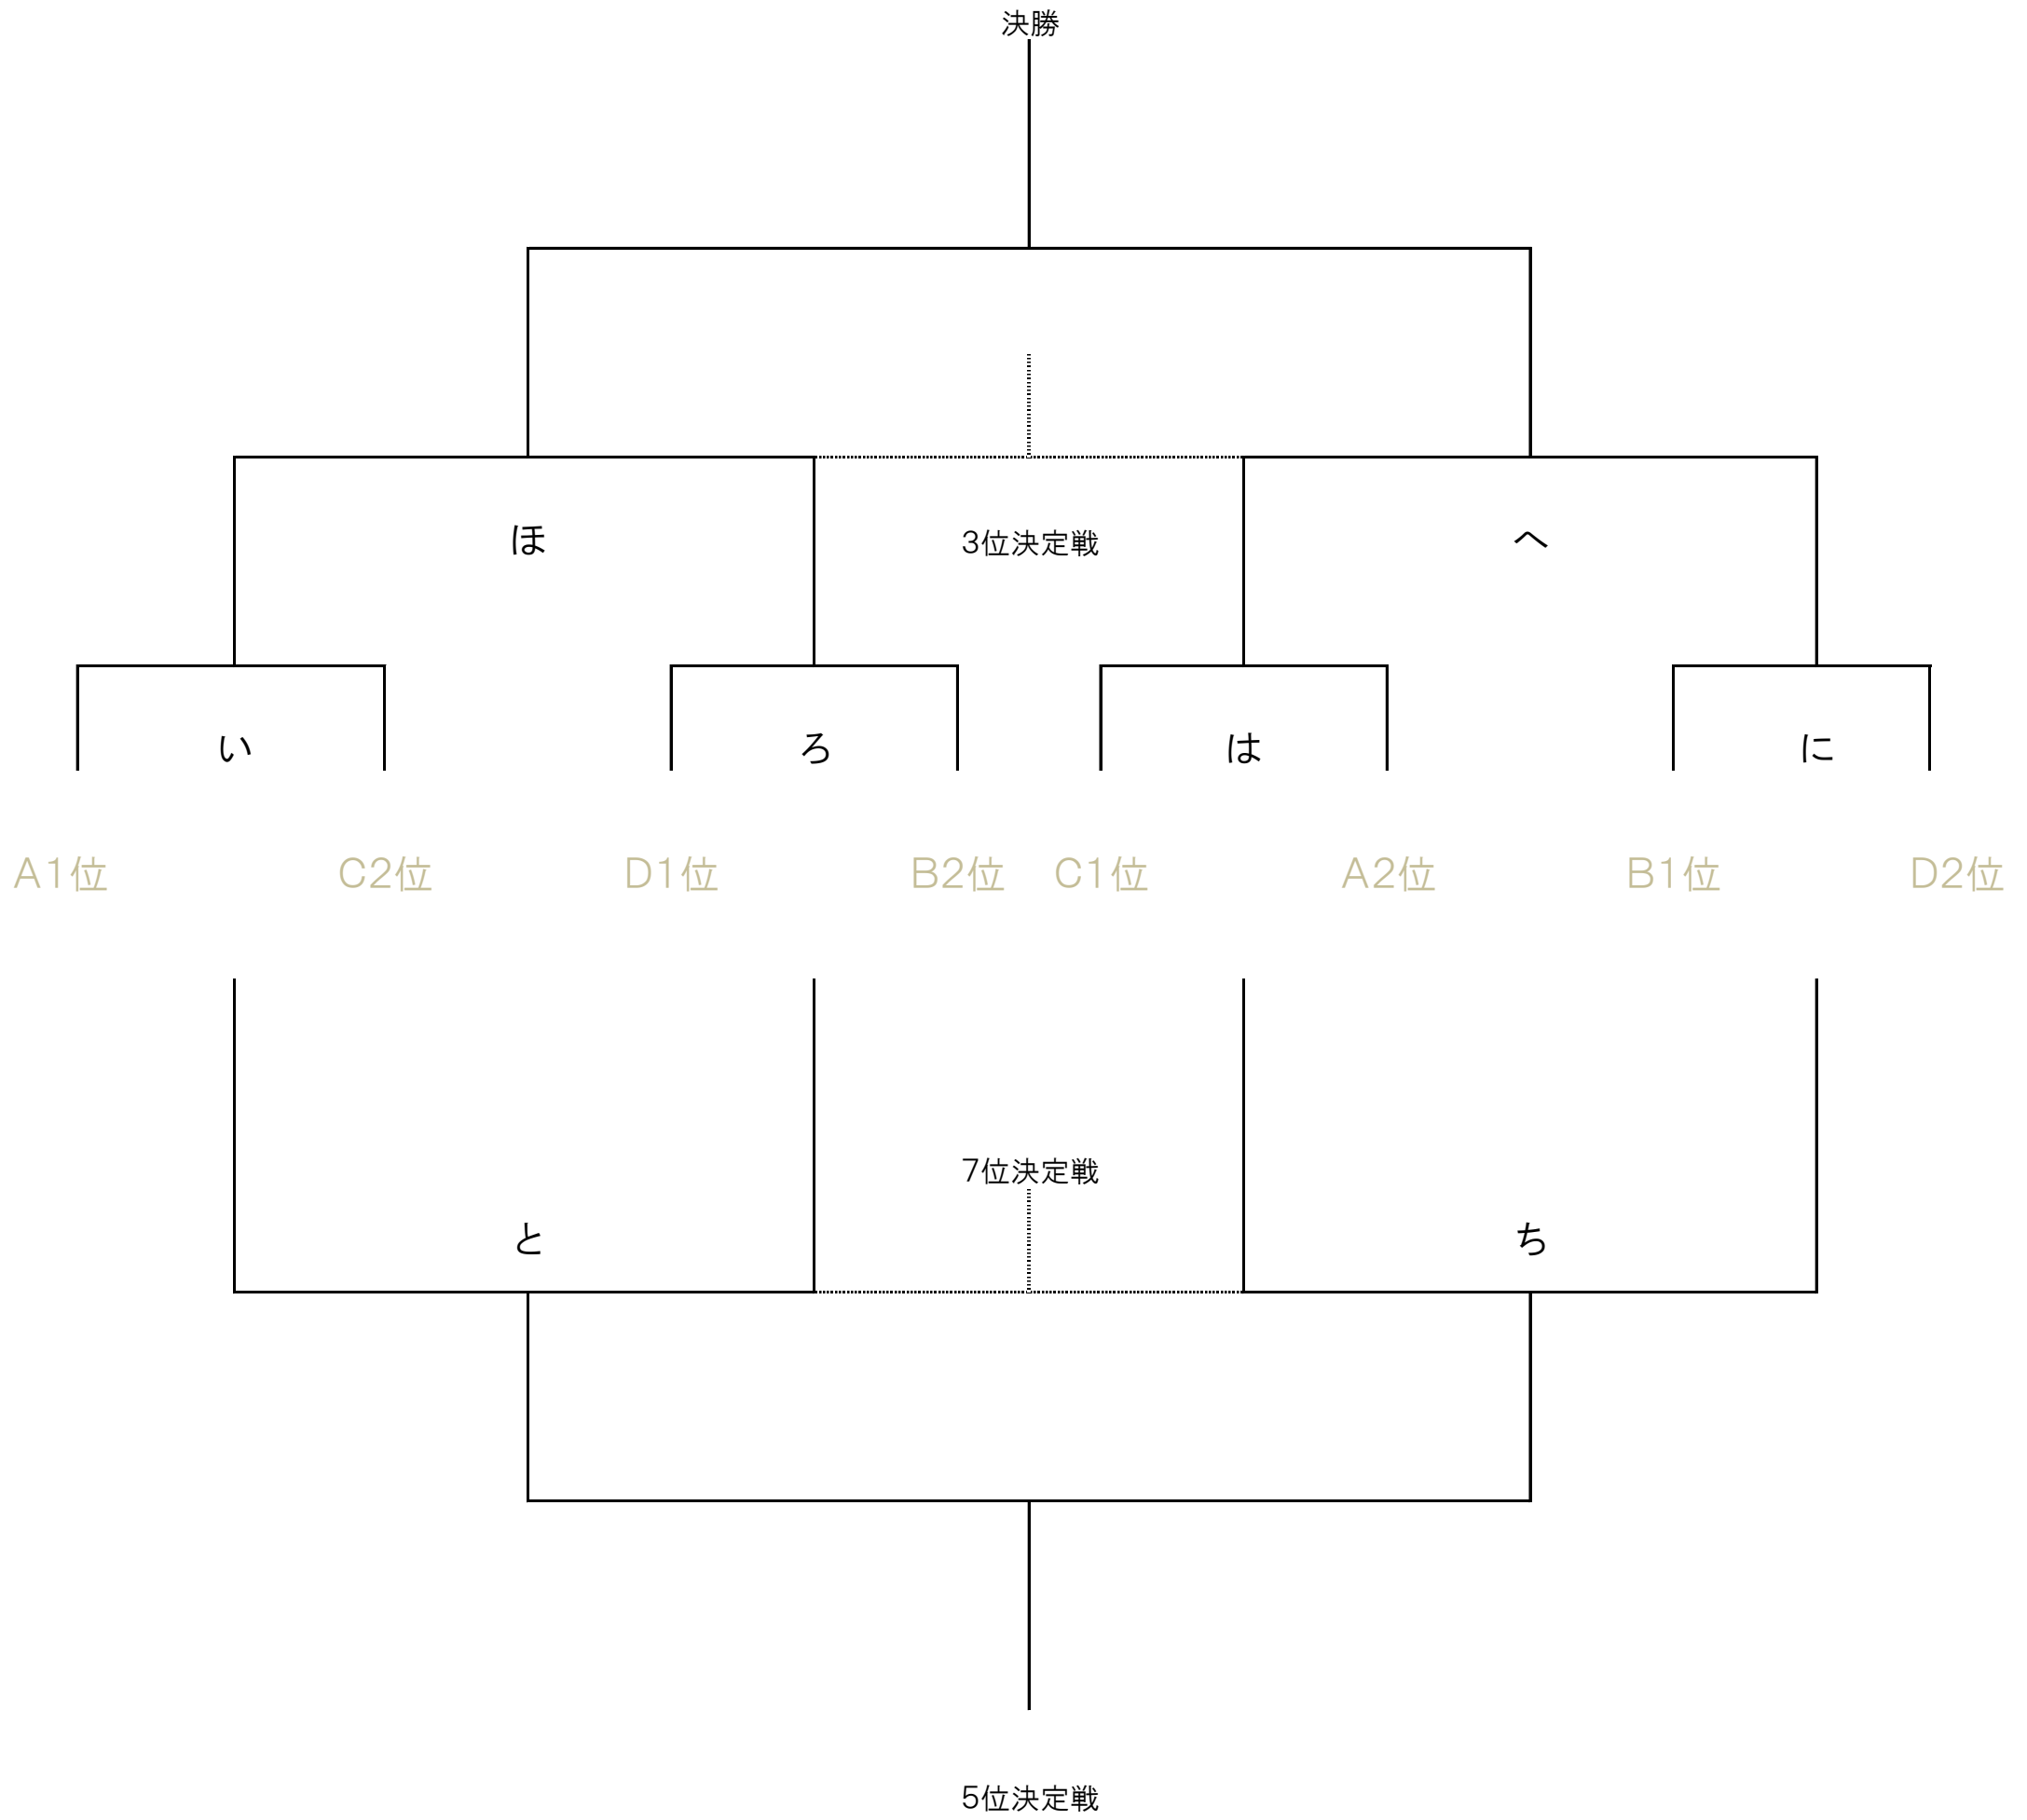 決勝
ほ 3位決定戦 へ
い ろ は に
A1位 C2位 D1位 B2位 C1位 A2位 B1位 D2位
7位決定戦
と ち
5位決定戦